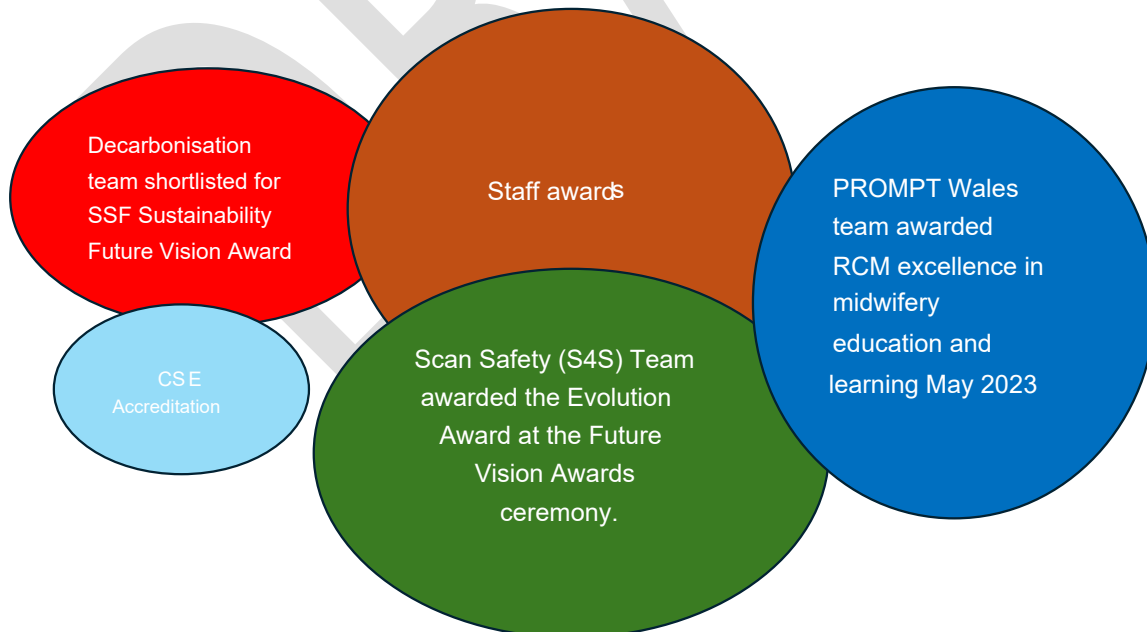 Decarbonisation
team shortlisted for
SSF Sustainability
Future Vision Award
Staff awards
PROMPT Wales
team awarded
RCM excellence in
midwifery
education and
learning May 2023
CSE
Accreditation
Scan Safety (S4S) Team
awarded the Evolution
Award at the Future
Vision Awards
ceremony.